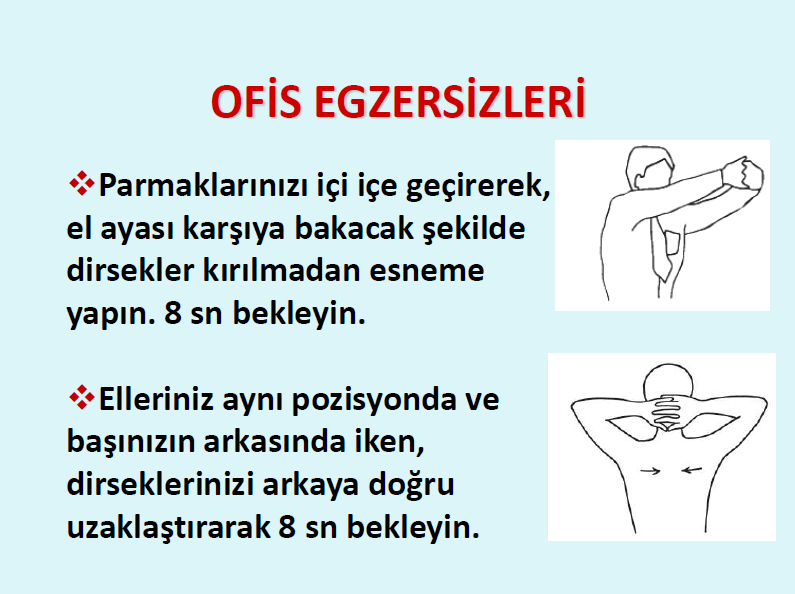 OFİS EGZERSİZLERİ
❖Parmaklarınızı içi içe geçirerek,
el ayası karşıya bakacak şekilde
dirsekler kırılmadan esneme
yapın. 8 sn bekleyin.
❖Elleriniz aynı pozisyonda ve
başınızın arkasında iken,
dirseklerinizi arkaya doğru
uzaklaştırarak 8 sn bekleyin.